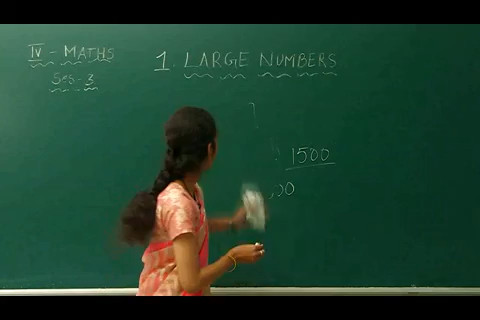 IV - MATHS
Ses - 3
1. LARGE NUMBERS
1500